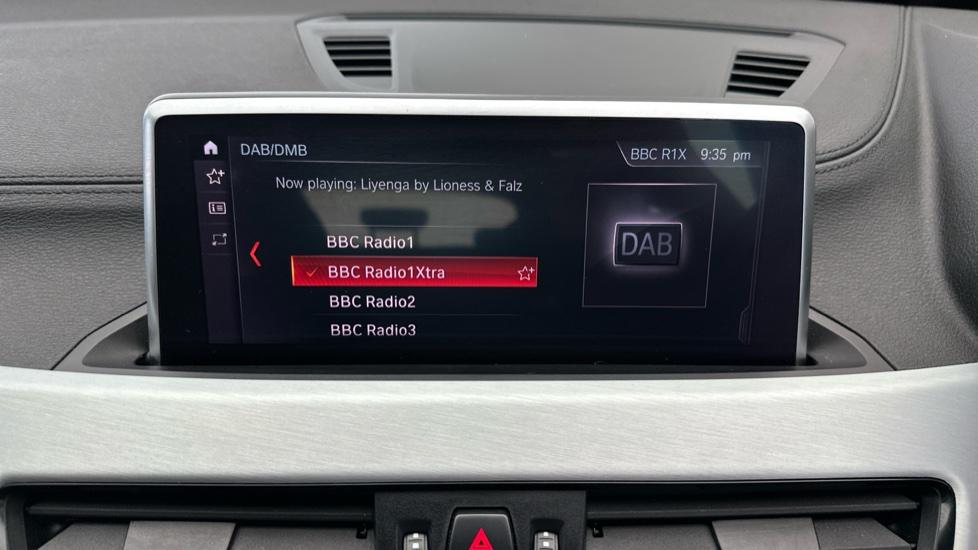 DAB/DMB
BBC R1X 9:35 pm
Now playing: Liyenga by Lioness & Falz
BBC Radio1
BBC Radio1Xtra
BBC Radio2
BBC Radio3
DAB